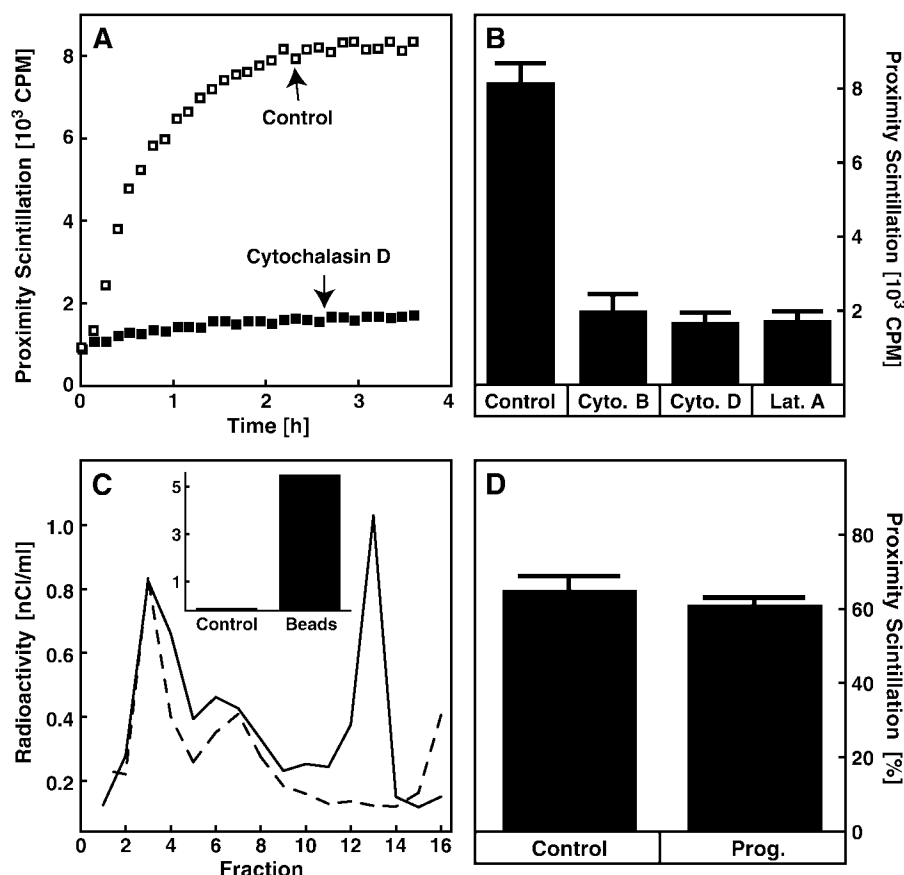 A
Proximity Scintillation [10³ CPM]
8
6
4
2
0
Control
Cytochalasin D
0 1 2 3 4
Time [h]
B
Proximity Scintillation [10³ CPM]
8
6
4
2
Control Cyto. B Cyto. D Lat. A
C
Radioactivity [nCl/ml]
1.0
0.8
0.6
0.4
0.2
5
3
1
Control Beads
0 2 4 6 8 10 12 14 16
Fraction
D
Proximity Scintillation [%]
80
60
40
20
0
Control Prog.